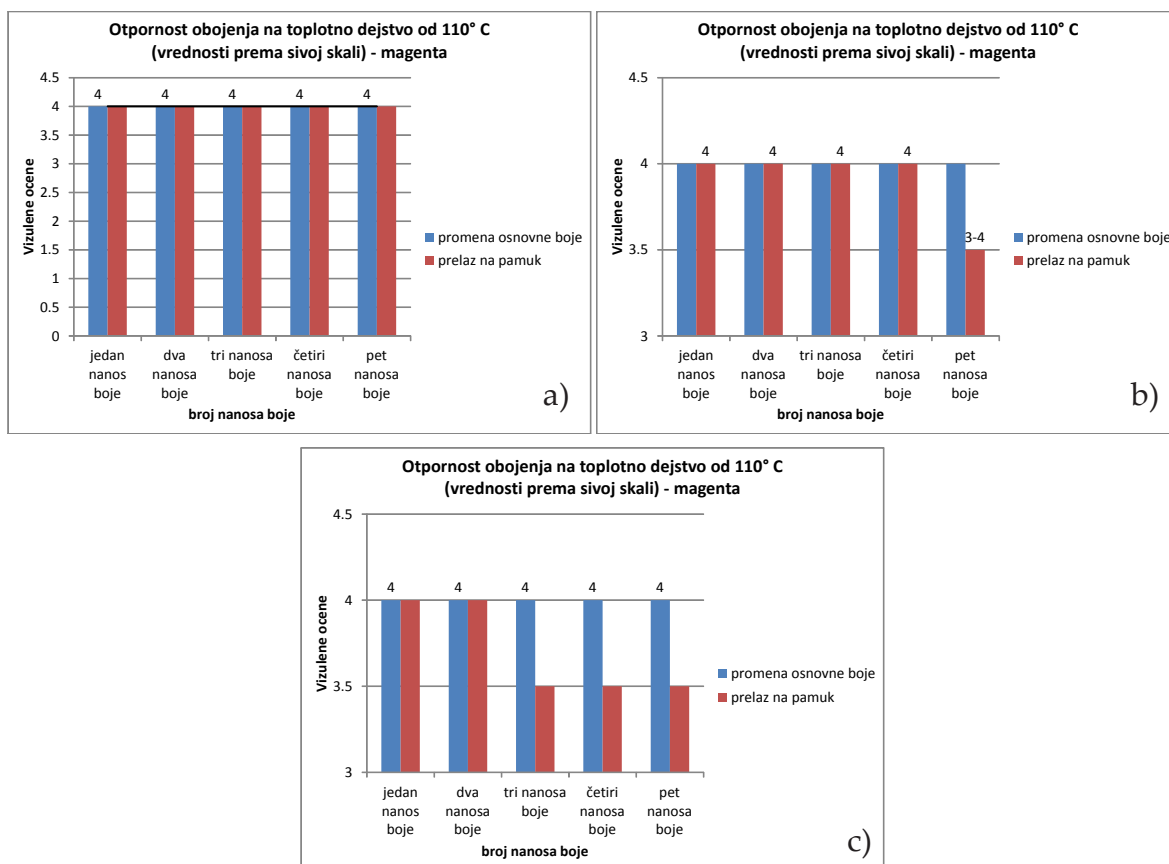 Otpornost obojenja na toplotno dejstvo od 110° C
(vrednosti prema sivoj skali) - magenta
4.5
4
3.5
3
2.5
2
1.5
1
0.5
0
Vizulene ocene
4 4 4 4 4
jedan nanos boje
dva nanosa boje
tri nanosa boje
četiri nanosa boje
pet nanosa boje
broj nanosa boje
promena osnovne boje
prelaz na pamuk
a)
Otpornost obojenja na toplotno dejstvo od 110° C
(vrednosti prema sivoj skali) - magenta
4.5
4
3.5
3
Vizulene ocene
4 4 4 4
3-4
jedan nanos boje
dva nanosa boje
tri nanosa boje
četiri nanosa boje
pet nanosa boje
broj nanosa boje
promena osnovne boje
prelaz na pamuk
b)
Otpornost obojenja na toplotno dejstvo od 110° C
(vrednosti prema sivoj skali) - magenta
4.5
4
3.5
3
Vizulene ocene
4 4 4 4 4
jedan nanos boje
dva nanosa boje
tri nanosa boje
četiri nanosa boje
pet nanosa boje
broj nanosa boje
promena osnovne boje
prelaz na pamuk
c)